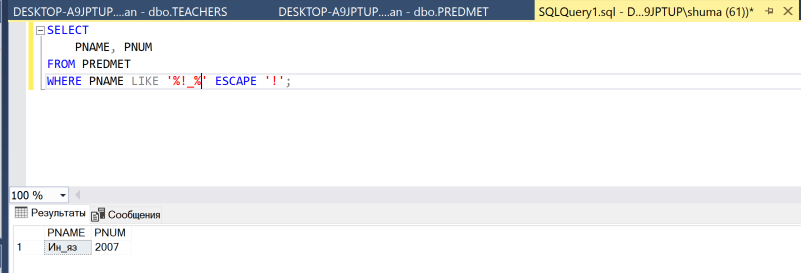 DESKTOP-A9JPTUP....an - dbo.TEACHERS DESKTOP-A9JPTUP....an - dbo.PREDMET SQLQuery1.sql - D...9JPTUP\shuma (61))*
SELECT
PNAME, PNUM
FROM PREDMET
WHERE PNAME LIKE '%!_%' ESCAPE '!';
100 %
Результаты Сообщения
PNAME PNUM
1 Ин_яз 2007